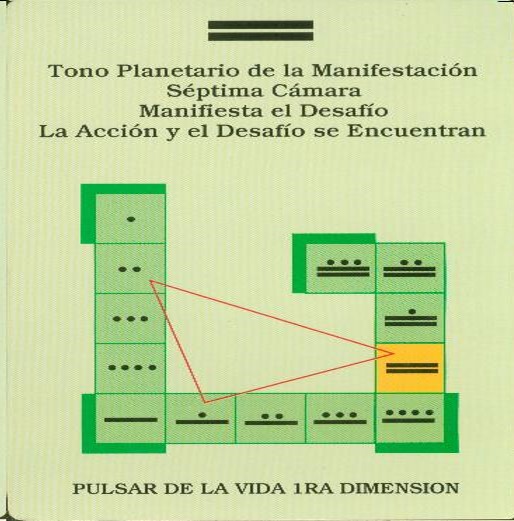 Tono Planetario de la Manifestación
Séptima Cámara
Manifiesta el Desafío
La Acción y el Desafío se Encuentran
PULSAR DE LA VIDA 1RA DIMENSION